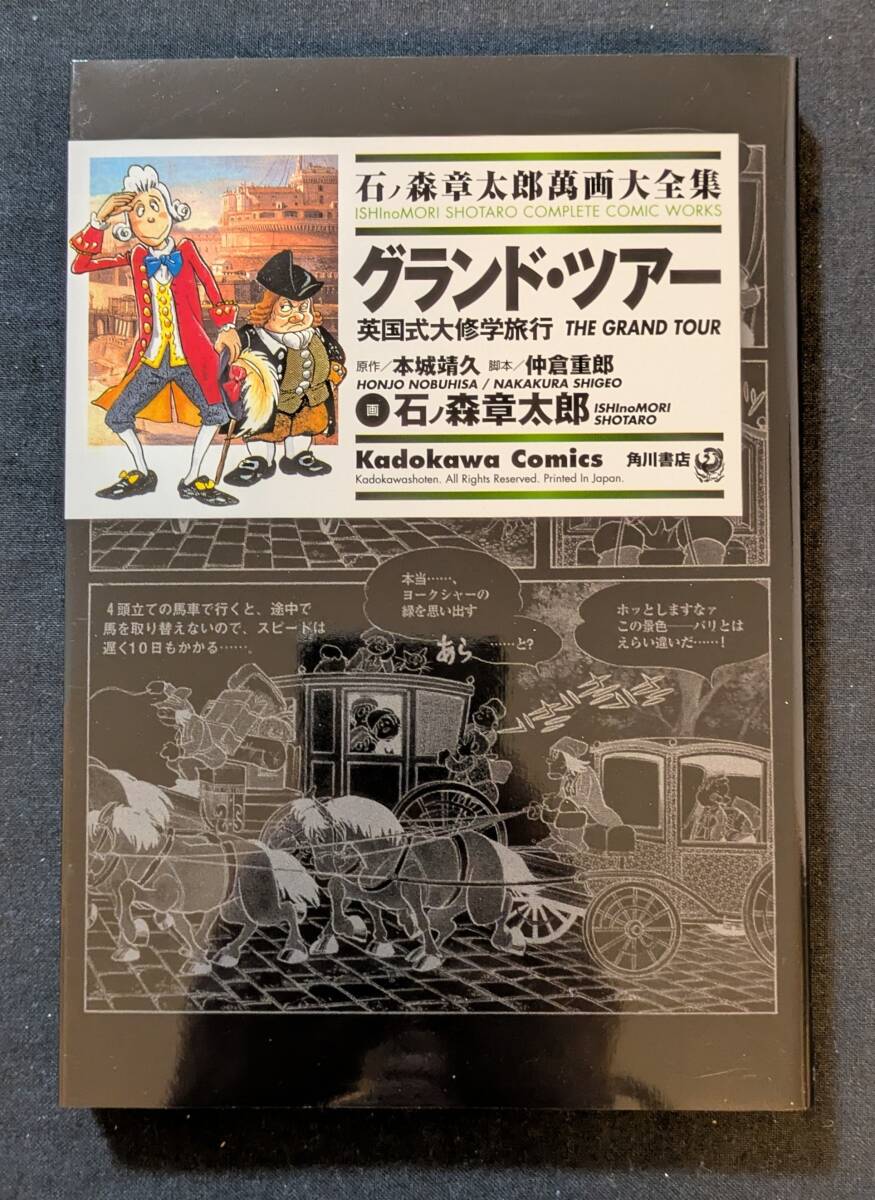 石ノ森章太郎萬画大全集
ISHInoMORI SHOTARO COMPLETE COMIC WORKS
グランド・ツアー
英国式大修学旅行 THE GRAND TOUR
原作／本城靖久 脚本／仲倉重郎
HONJO NOBUHISA / NAKAKURA SHIGEO
画 石ノ森章太郎 ISHInoMORI
SHOTARO
Kadokawa Comics 角川書店
Kadokawashoten. All Rights Reserved. Printed In Japan.
ホッとしますなァ
この景色――パリとは
えらい違いだ……!
本当……、
ヨークシャーの
緑を思い出す
……と?
あら
4頭立ての馬車で行くと、途中で
馬を取り替えないので、スピードは
遅く10日もかかる……。